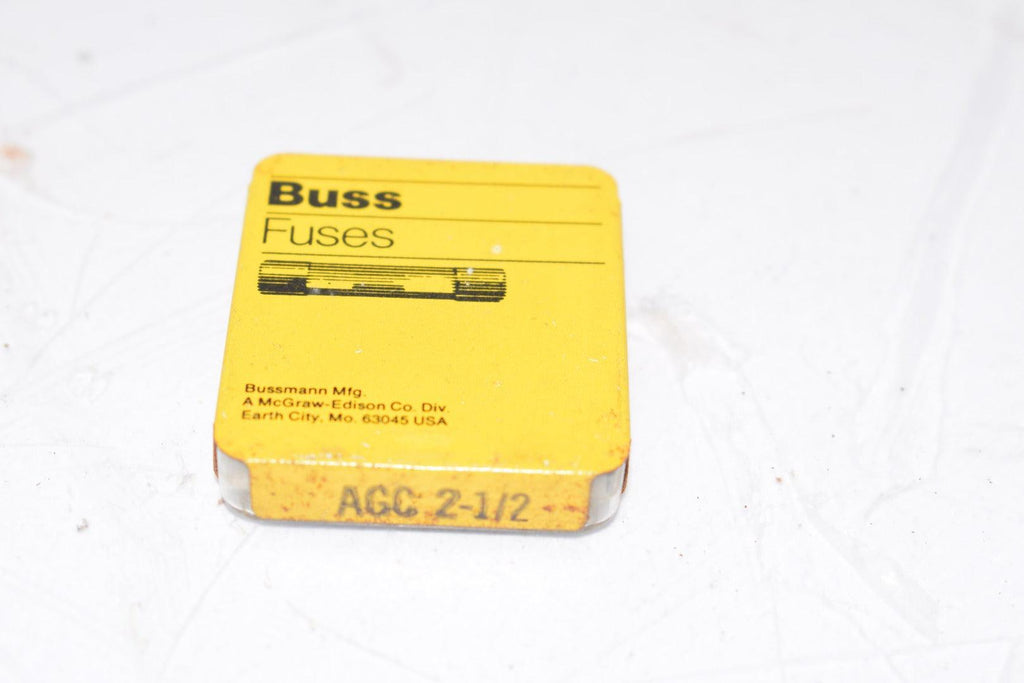 Buss
Fuses
Bussmann Mfg.
A McGraw-Edison Co. Div.
Earth City, Mo. 63045 USA
AGC 2-1/2